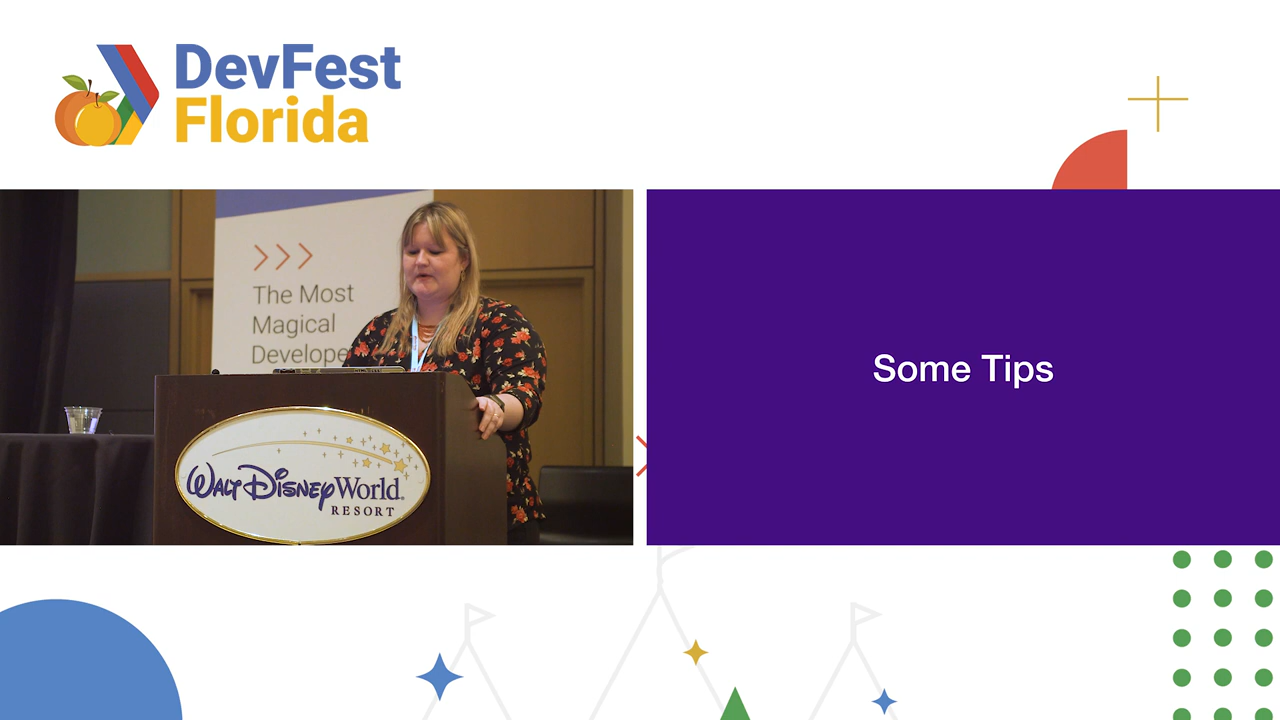 DevFest
Florida
The Most
Magical
Develope
Walt Disney World
RESORT
Some Tips